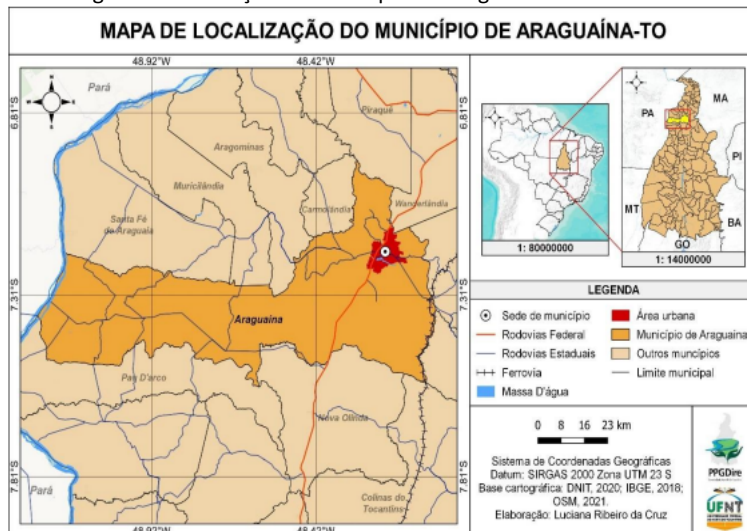 MAPA DE LOCALIZAÇÃO DO MUNICÍPIO DE ARAGUAÍNA-TO
48.92°W
48.42°W
6.81°S
7.31°S
7.81°S
Pará
Piraquê
Aragominas
Muricilândia
Carmolândia
Wanderlândia
Santa Fé
do Araguaia
Araguaína
Pau D'arco
Nova Olinda
Pará
Colinas do
Tocantins
48.92°W
48.42°W
6.81°S
7.31°S
7.81°S
1: 80000000
PA
MA
PI
MT
BA
GO
1: 14000000
LEGENDA
Sede de município
Área urbana
Rodovias Federal
Município de Araguaína
Rodovias Estaduais
Outros muncípios
Ferrovia
Limite municipal
Massa D'água
0 8 16 23 km
Sistema de Coordenadas Geográficas
Datum: SIRGAS 2000 Zona UTM 23 S
Base cartográfica: DNIT, 2020; IBGE, 2018;
OSM, 2021.
Elaboração: Luciana Ribeiro da Cruz
PPGDire
UFNT